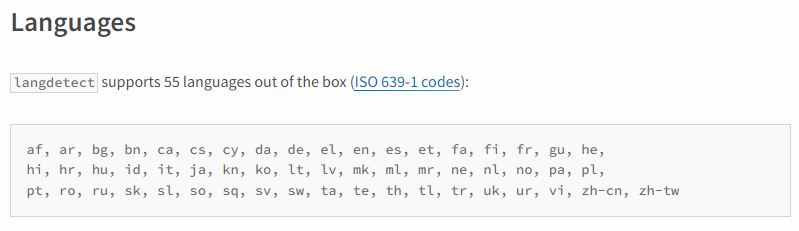 Languages
langdetect supports 55 languages out of the box (ISO 639-1 codes):
af, ar, bg, bn, ca, cs, cy, da, de, el, en, es, et, fa, fi, fr, gu, he,
hi, hr, hu, id, it, ja, kn, ko, lt, lv, mk, ml, mr, ne, nl, no, pa, pl,
pt, ro, ru, sk, sl, so, sq, sv, sw, ta, te, th, tl, tr, uk, ur, vi, zh-cn, zh-tw